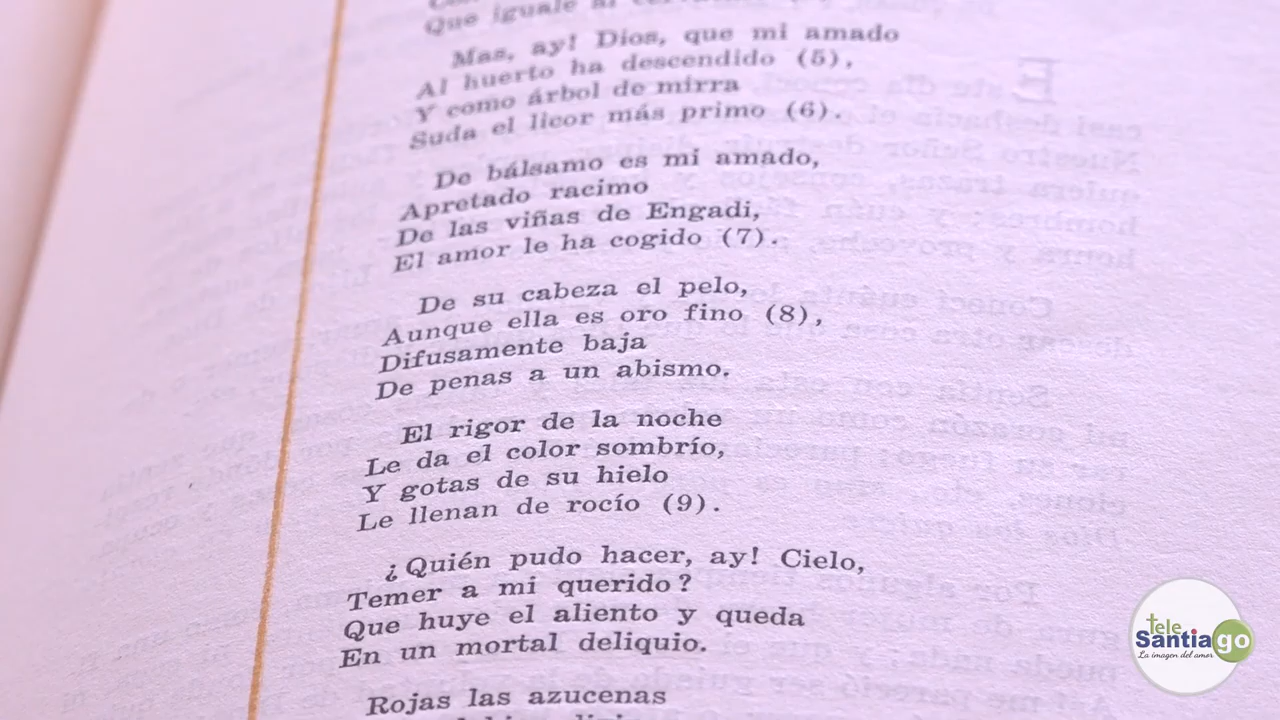 Que iguale al
Mas, ay! Dios, que mi amado
Al huerto ha descendido (5),
Y como árbol de mirra
Suda el licor más primo (6).
De bálsamo es mi amado,
Apretado racimo
De las viñas de Engadi,
El amor le ha cogido (7).
De su cabeza el pelo,
Aunque ella es oro fino (8),
Difusamente baja
De penas a un abismo.
El rigor de la noche
Le da el color sombrío,
Y gotas de su hielo
Le llenan de rocío (9).
¿Quién pudo hacer, ay! Cielo,
Temer a mi querido?
Que huye el aliento y queda
En un mortal deliquio.
Rojas las azucenas
tele
Santiago
La imagen del amor